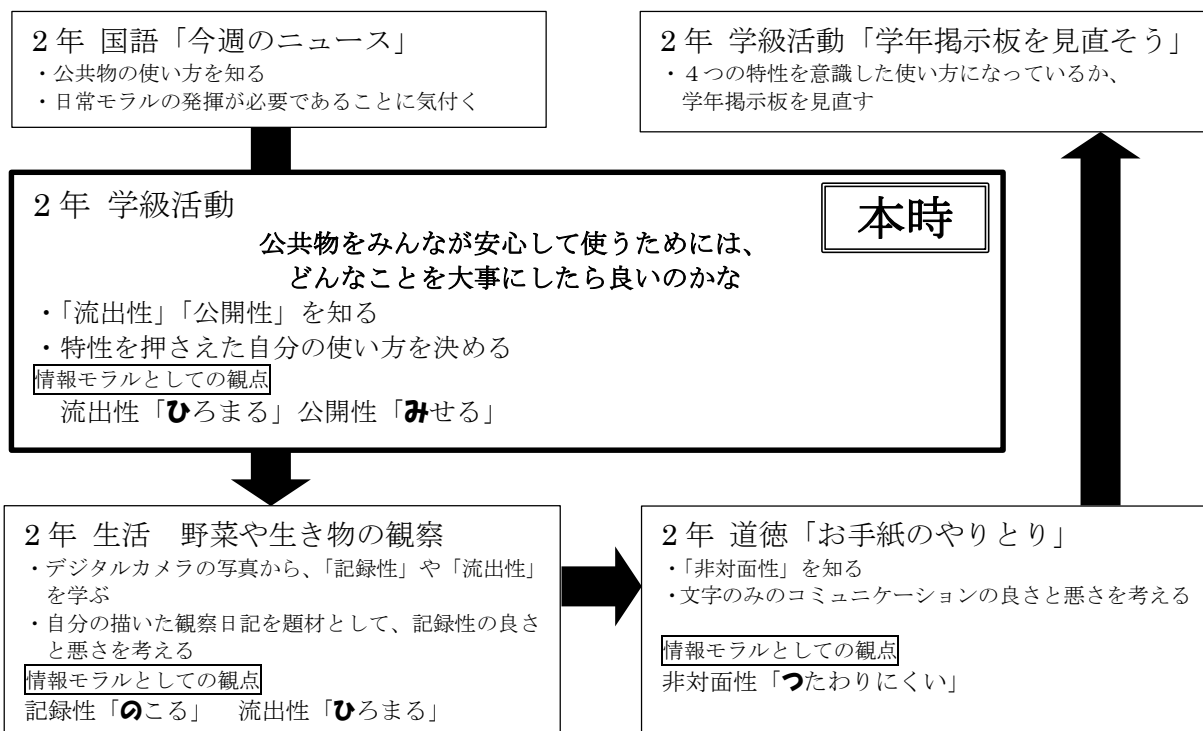 2年 国語「今週のニュース」
・公共物の使い方を知る
・日常モラルの発揮が必要であることに気付く
2年 学級活動「学年掲示板を見直そう」
・４つの特性を意識した使い方になっているか、
学年掲示板を見直す
2年 学級活動
本時
公共物をみんなが安心して使うためには、
どんなことを大事にしたら良いのかな
・「流出性」「公開性」を知る
・特性を押さえた自分の使い方を決める
情報モラルとしての観点
流出性「ひろまる」公開性「みせる」
2年 生活　野菜や生き物の観察
・デジタルカメラの写真から、「記録性」や「流出性」
を学ぶ
・自分の描いた観察日記を題材として、記録性の良さ
と悪さを考える
情報モラルとしての観点
記録性「のこる」　流出性「ひろまる」
2年 道徳「お手紙のやりとり」
・「非対面性」を知る
・文字のみのコミュニケーションの良さと悪さを考える
情報モラルとしての観点
非対面性「つたわりにくい」